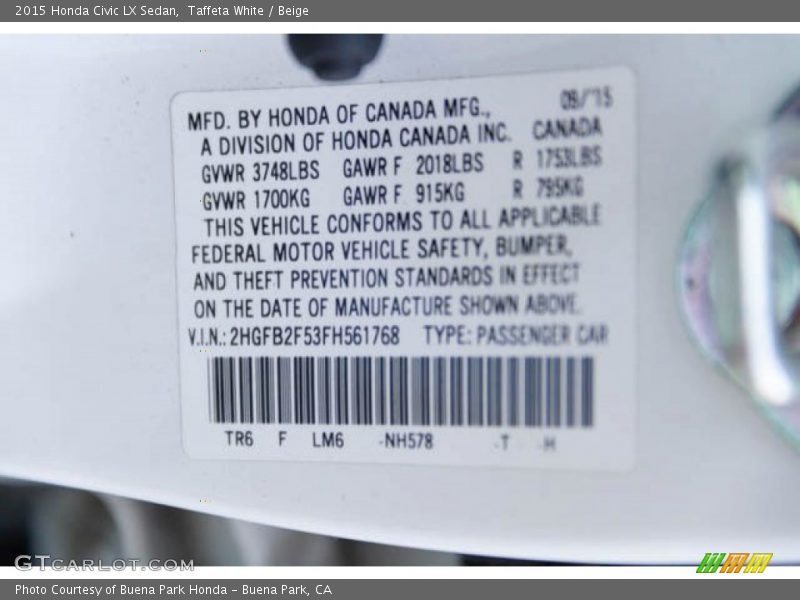 2015 Honda Civic LX Sedan, Taffeta White / Beige
09/'15
MFD. BY HONDA OF CANADA MFG.,
A DIVISION OF HONDA CANADA INC. CANADA
GVWR 3748LBS GAWR F 2018LBS R 1753LBS
GVWR 1700KG GAWR F 915KG R 795KG
THIS VEHICLE CONFORMS TO ALL APPLICABLE
FEDERAL MOTOR VEHICLE SAFETY, BUMPER,
AND THEFT PREVENTION STANDARDS IN EFFECT
ON THE DATE OF MANUFACTURE SHOWN ABOVE.
V.I.N.: 2HGFB2F53FH561768 TYPE: PASSENGER CAR
TR6 F LM6 -NH578 -T -H
GTCARLOT.COM
Photo Courtesy of Buena Park Honda – Buena Park, CA